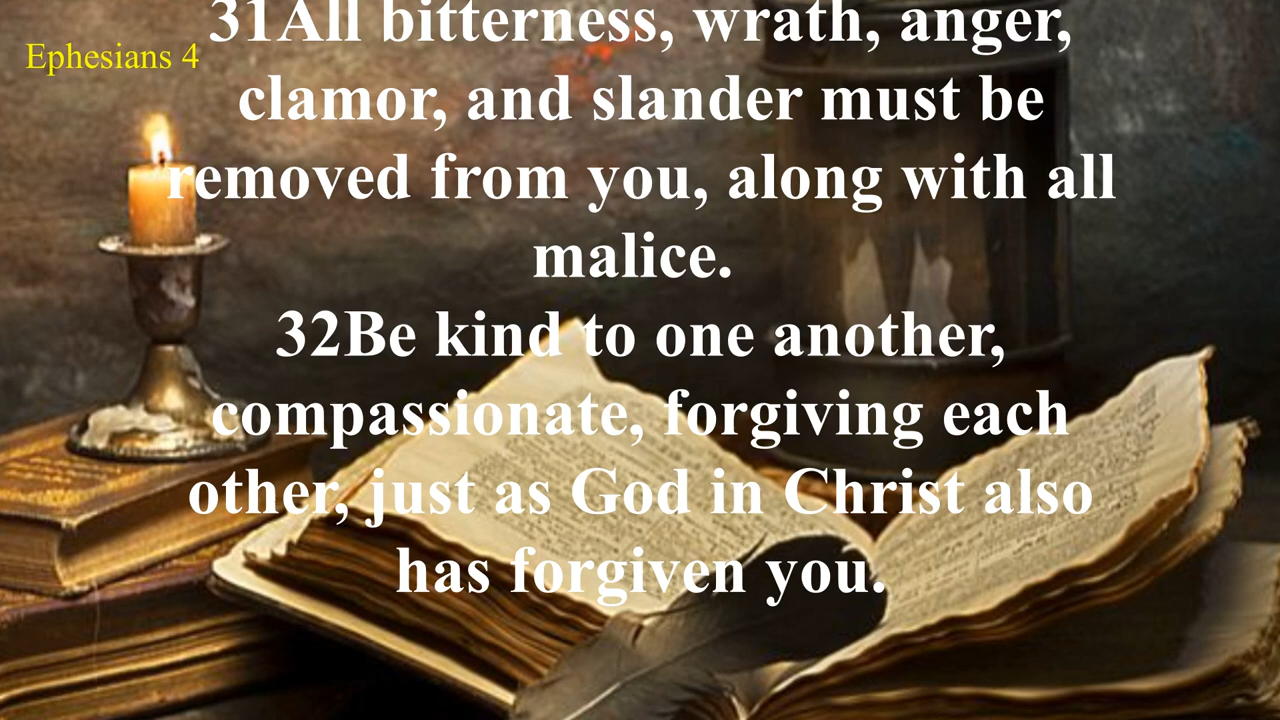 31All bitterness, wrath, anger,
Ephesians 4
clamor, and slander must be
removed from you, along with all
malice.
32Be kind to one another,
compassionate, forgiving each
other, just as God in Christ also
has forgiven you.